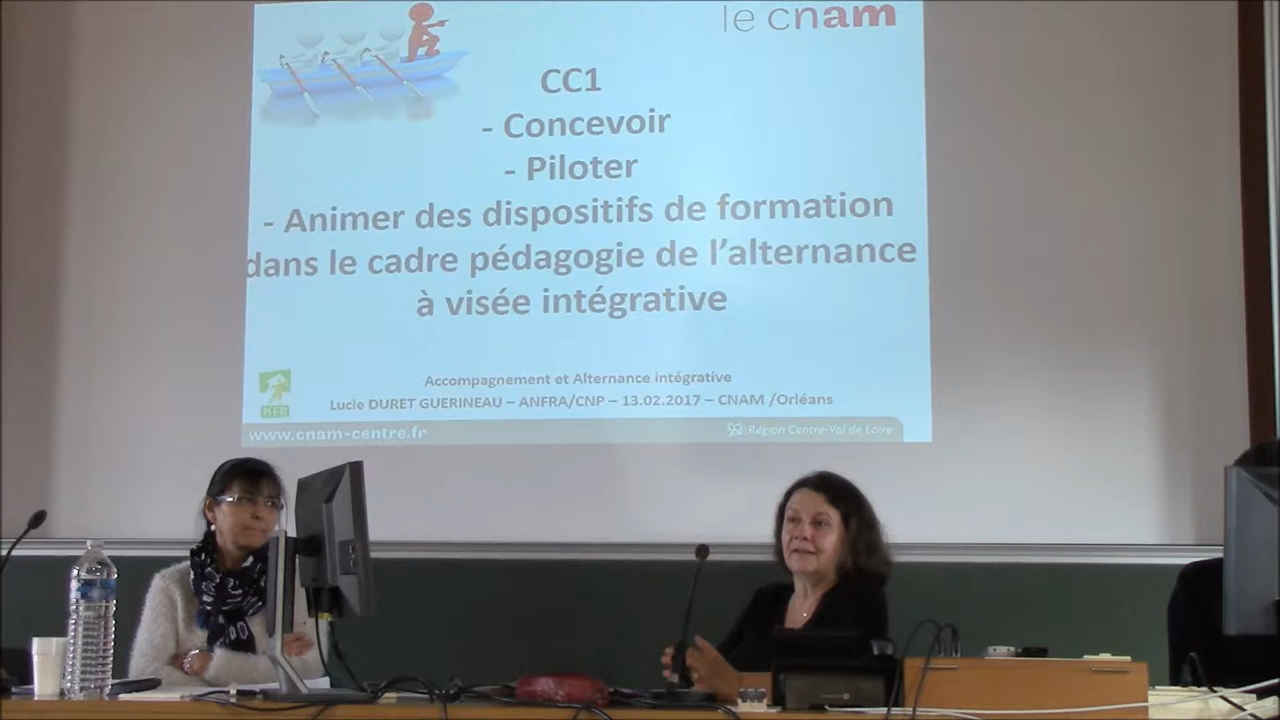 le cnam
CC1
- Concevoir
- Piloter
- Animer des dispositifs de formation
dans le cadre pédagogie de l'alternance
à visée intégrative
Accompagnement et Alternance intégrative
Lucie DURET GUERINEAU – ANFRA/CNP – 13.02.2017 – CNAM /Orléans
MFR
www.cnam-centre.fr
Région Centre-Val de Loire